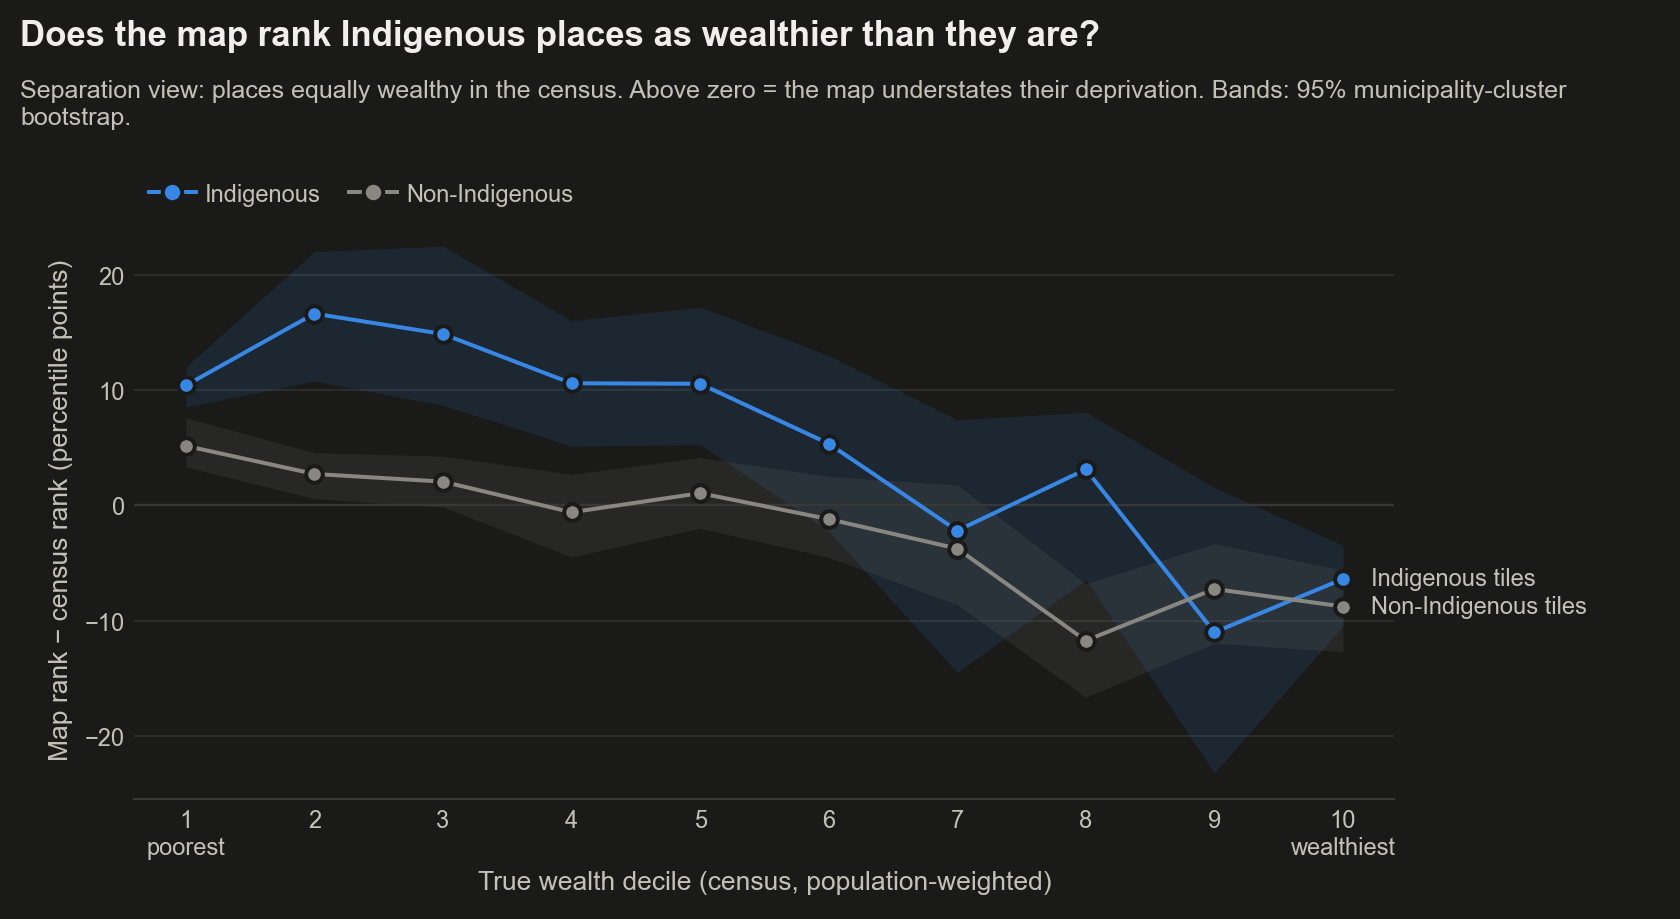 Does the map rank Indigenous places as wealthier than they are?
Separation view: places equally wealthy in the census. Above zero = the map understates their deprivation. Bands: 95% municipality-cluster
bootstrap.
Indigenous
Non-Indigenous
Map rank − census rank (percentile points)
20
10
0
−10
−20
Indigenous tiles
Non-Indigenous tiles
1 2 3 4 5 6 7 8 9 10
poorest wealthiest
True wealth decile (census, population-weighted)